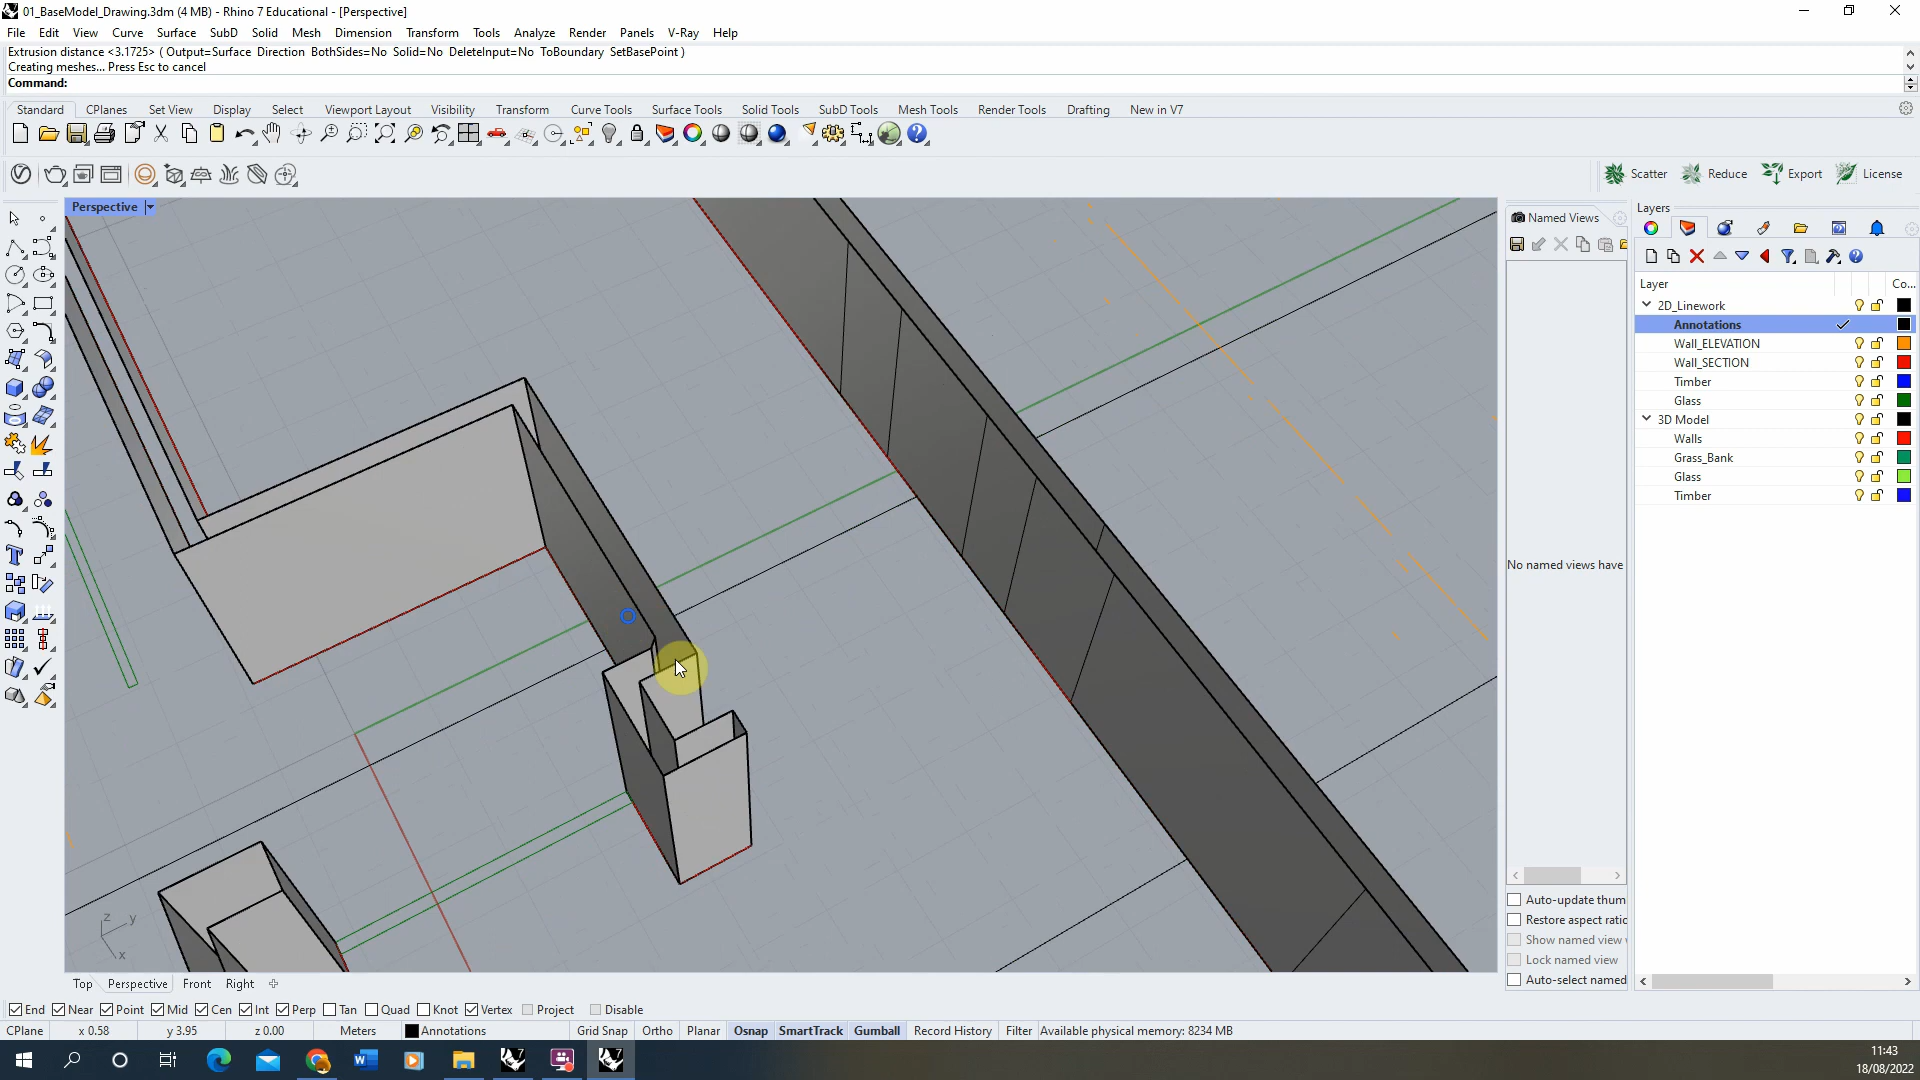 01_BaseModel_Drawing.3dm (4 MB) - Rhino 7 Educational - [Perspective]
File Edit View Curve Surface SubD Solid Mesh Dimension Transform Tools Analyze Render Panels V-Ray Help
Extrusion distance <3.1725> ( Output=Surface Direction BothSides=No Solid=No DeleteInput=No ToBoundary SetBasePoint )
Creating meshes... Press Esc to cancel
Command:
Standard CPlanes Set View Display Select Viewport Layout Visibility Transform Curve Tools Surface Tools Solid Tools SubD Tools Mesh Tools Render Tools Drafting New in V7
Scatter Reduce Export License
Perspective
Named Views
No named views have
Auto-update thum
Restore aspect ratio
Show named view
Lock named view
Auto-select named
Layers
Layer Co...
2D_Linework
Annotations
Wall_ELEVATION
Wall_SECTION
Timber
Glass
3D Model
Walls
Grass_Bank
Glass
Timber
z y
x
Top Perspective Front Right
End Near Point Mid Cen Int Perp Tan Quad Knot Vertex Project Disable
CPlane x 0.58 y 3.95 z 0.00 Meters Annotations Grid Snap Ortho Planar Osnap SmartTrack Gumball Record History Filter Available physical memory: 8234 MB
11:43
18/08/2022